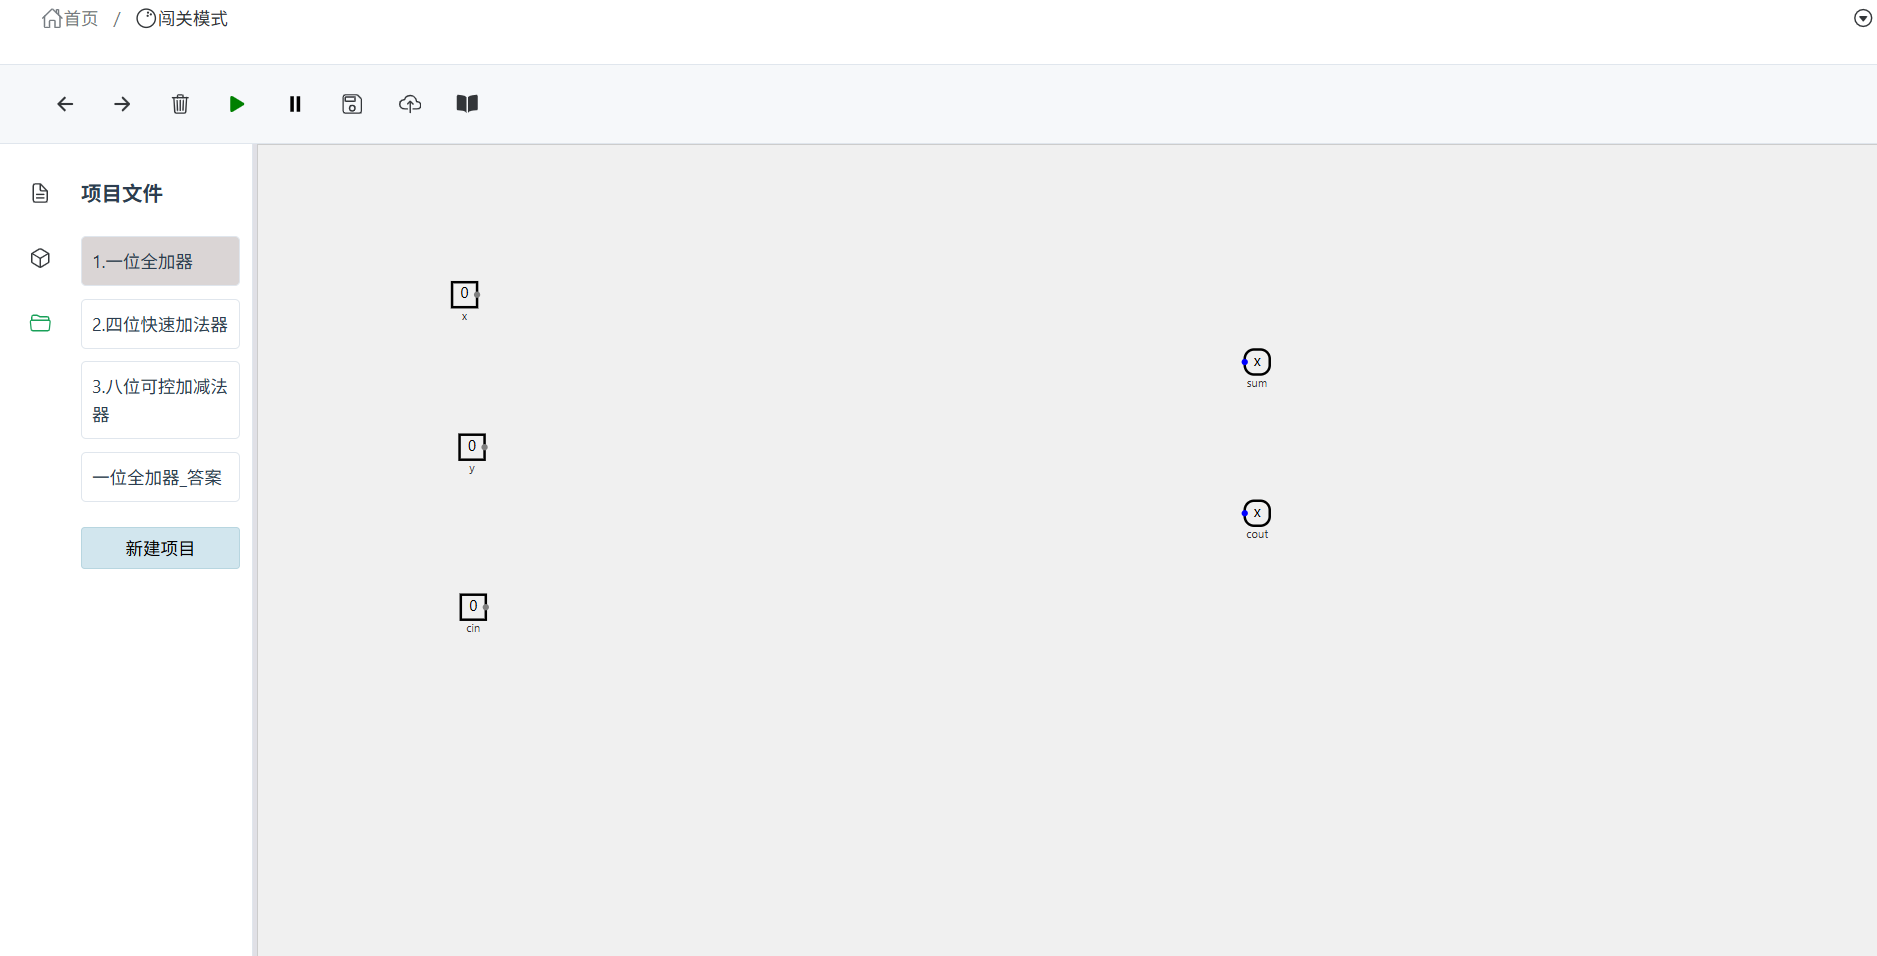 首页 / 闯关模式
项目文件
1.一位全加器
2.四位快速加法器
3.八位可控加减法
器
一位全加器_答案
新建项目
0
x
x
sum
0
y
x
cout
0
cin